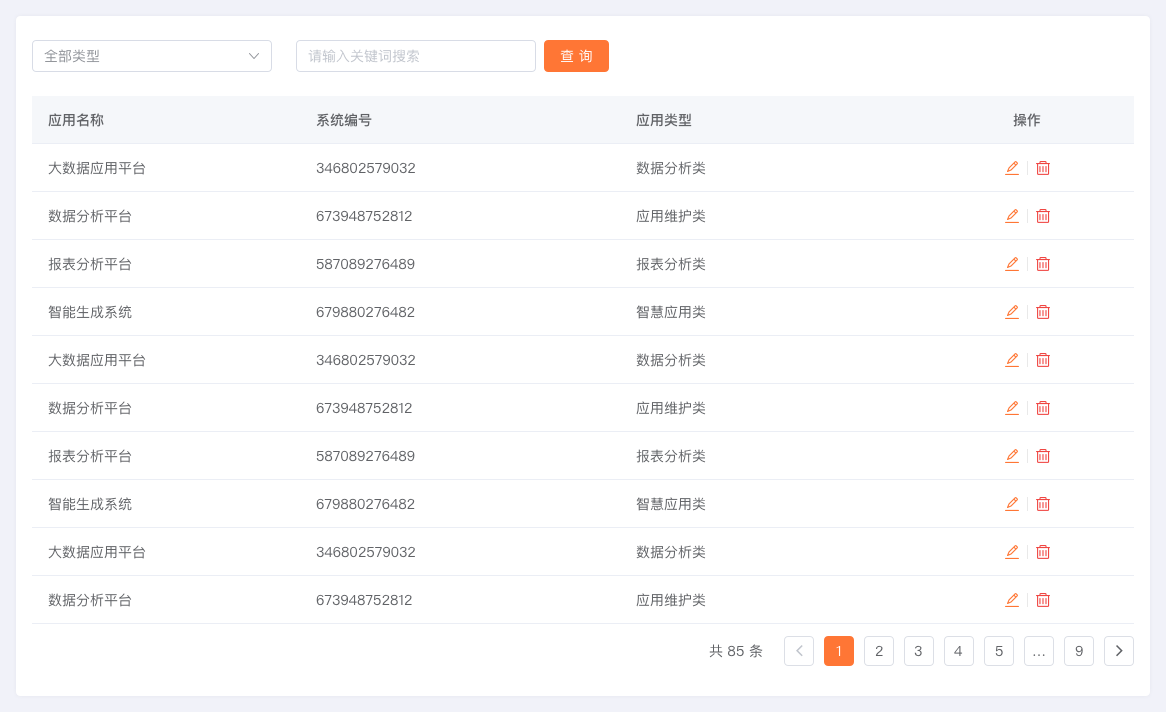 全部类型 请输入关键词搜索 查 询
应用名称 系统编号 应用类型 操作
大数据应用平台 346802579032 数据分析类
数据分析平台 673948752812 应用维护类
报表分析平台 587089276489 报表分析类
智能生成系统 679880276482 智慧应用类
大数据应用平台 346802579032 数据分析类
数据分析平台 673948752812 应用维护类
报表分析平台 587089276489 报表分析类
智能生成系统 679880276482 智慧应用类
大数据应用平台 346802579032 数据分析类
数据分析平台 673948752812 应用维护类
共 85 条 1 2 3 4 5 ... 9